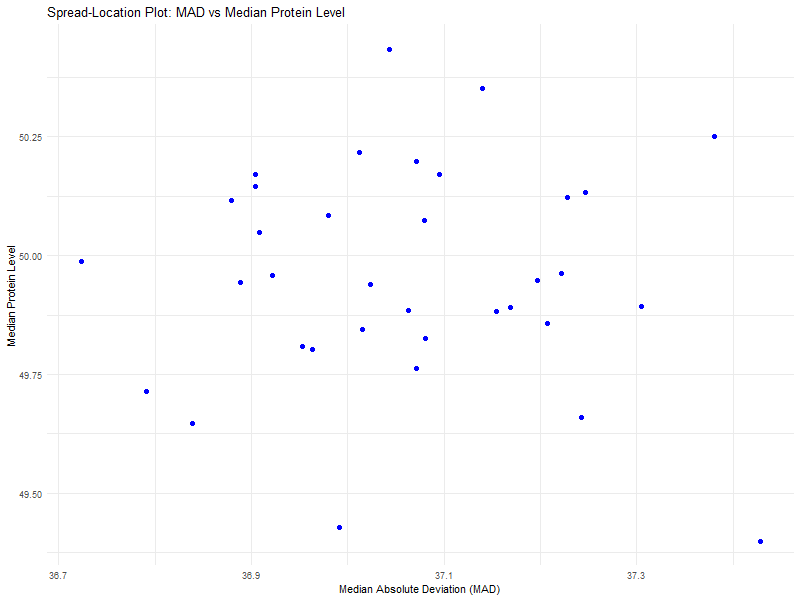 Spread-Location Plot: MAD vs Median Protein Level
Median Protein Level
50.25
50.00
49.75
49.50
36.7
36.9
37.1
37.3
Median Absolute Deviation (MAD)